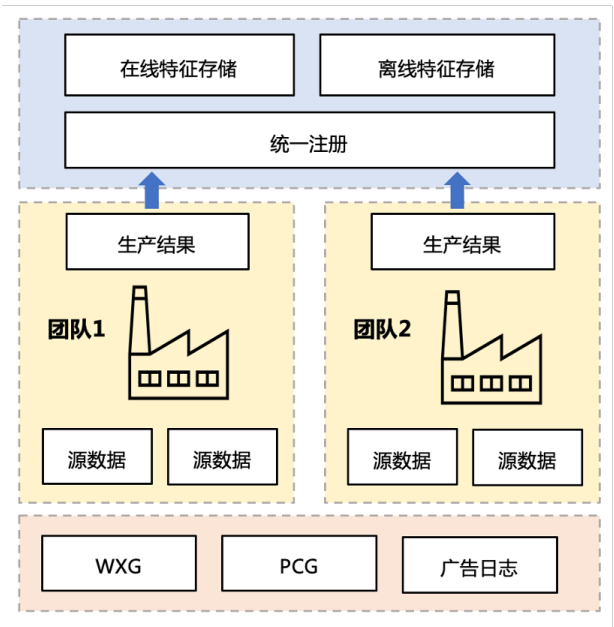 在线特征存储
离线特征存储
统一注册
生产结果
生产结果
团队1
团队2
源数据
源数据
源数据
源数据
WXG
PCG
广告日志